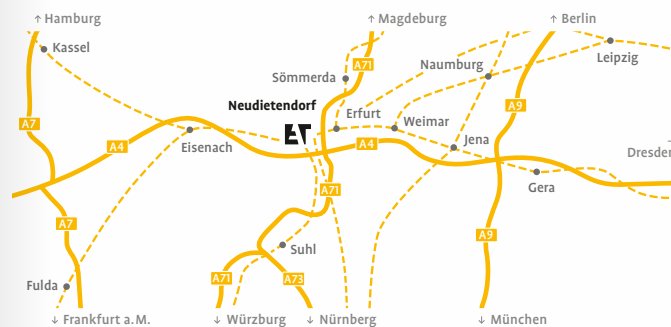 ↑ Hamburg
↑ Magdeburg
↑ Berlin
Kassel
Leipzig
A71
Naumburg
Sömmerda
Neudietendorf
A9
Erfurt
Weimar
A7
ET
Jena
A4
A4
Eisenach
Dresden
Gera
A71
A7
A9
Suhl
A71
A73
Fulda
↓ Frankfurt a.M.
↓ Würzburg
↓ Nürnberg
↓ München